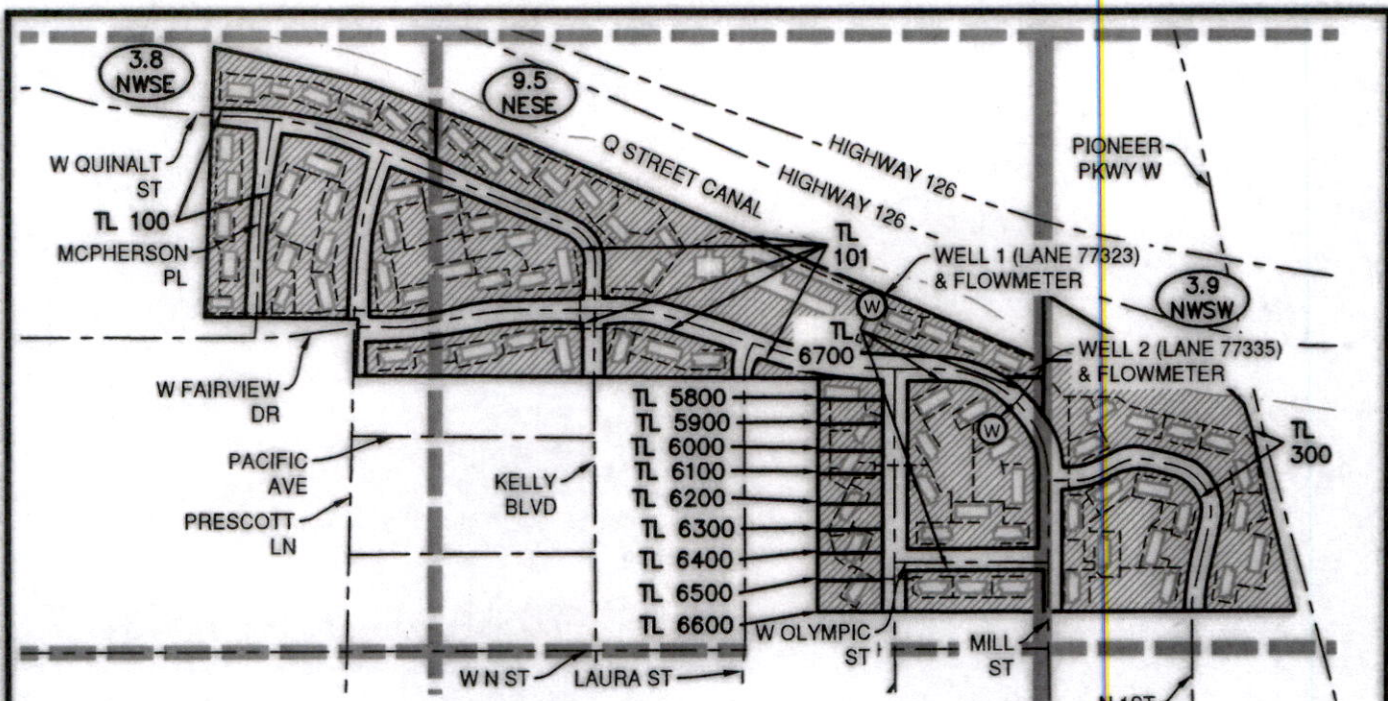 3.8
NWSE
9.5
NESE
W QUINALT
ST
TL 100
MCPHERSON
PL
Q STREET CANAL
HIGHWAY 126
HIGHWAY 126
PIONEER
PKWY W
TL
101
WELL 1 (LANE 77323)
& FLOWMETER
W
3.9
NWSW
TL
6700
WELL 2 (LANE 77335)
& FLOWMETER
W
W FAIRVIEW
DR
TL 5800
TL 5900
TL 6000
TL 6100
TL 6200
TL 6300
TL 6400
TL 6500
TL 6600
TL
300
PACIFIC
AVE
KELLY
BLVD
PRESCOTT
LN
W OLYMPIC
ST
MILL
ST
W N ST
LAURA ST
N 1ST